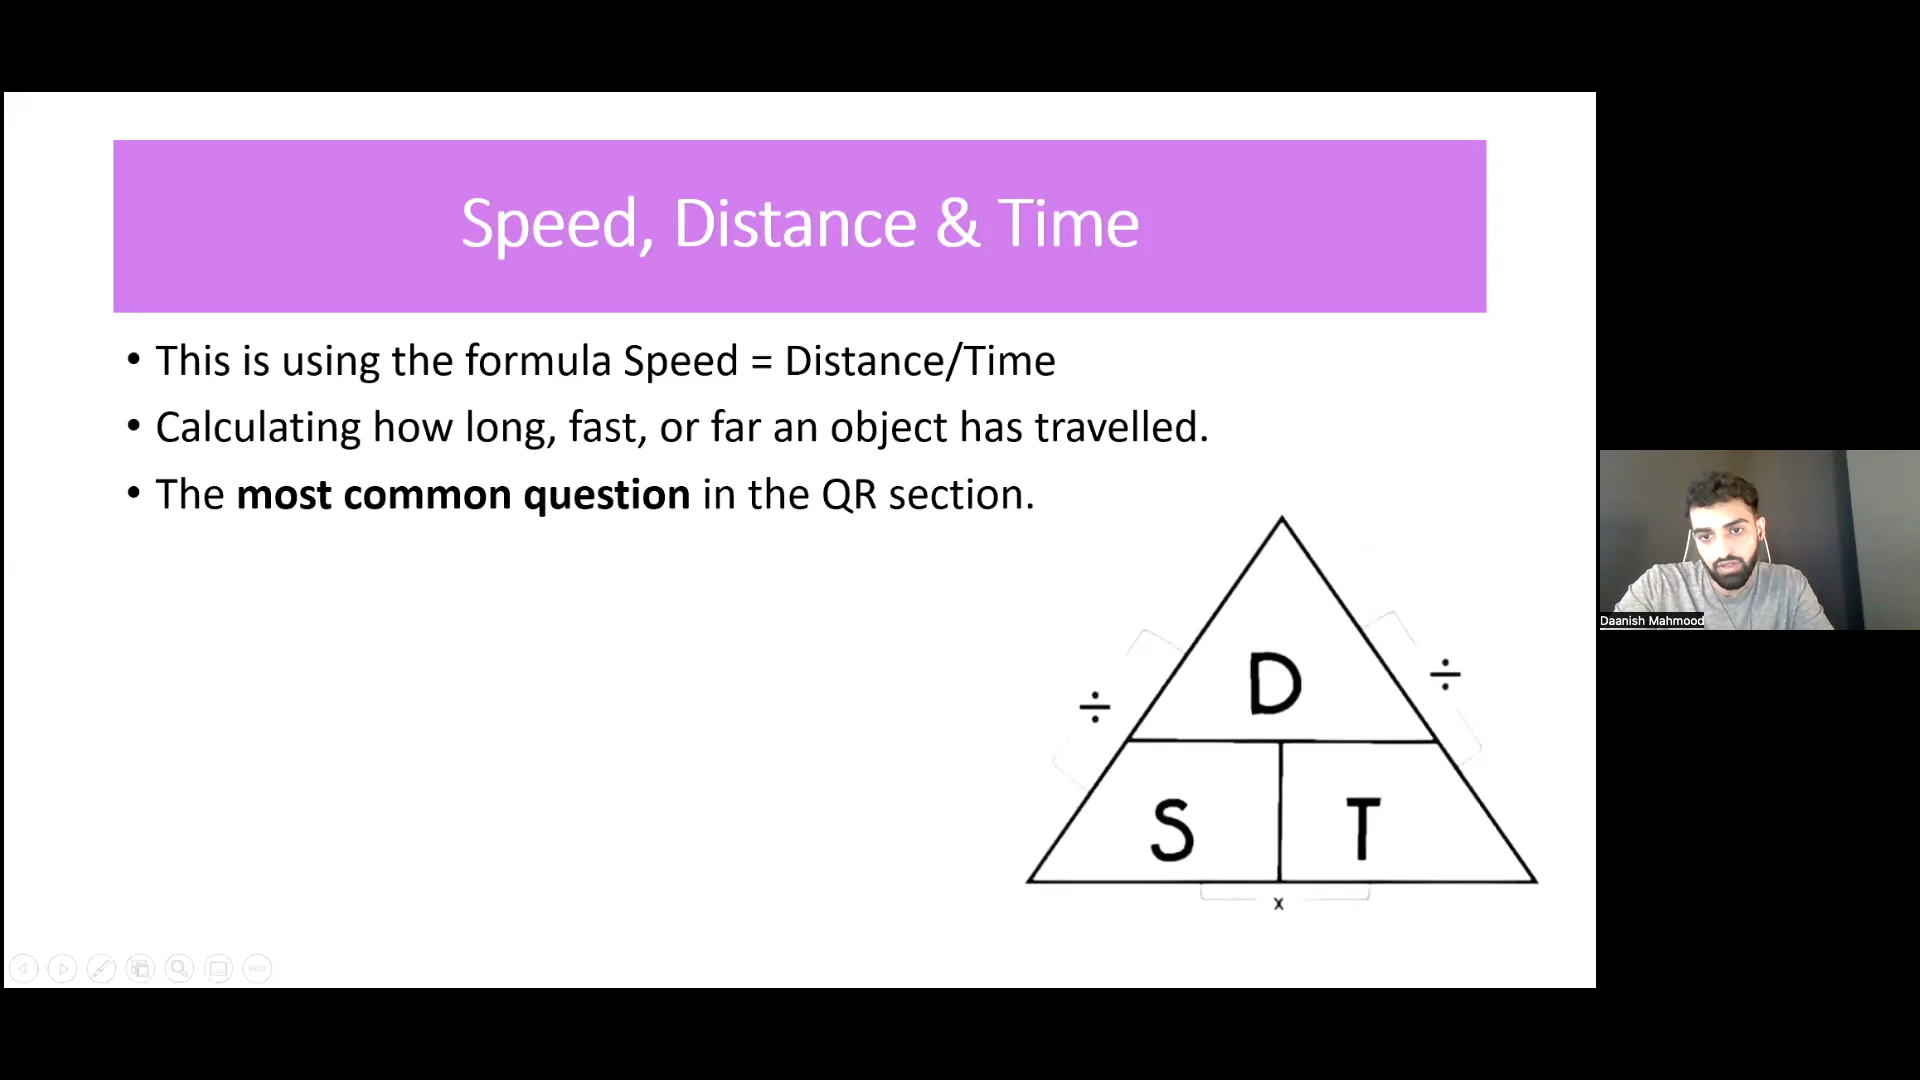 Speed, Distance & Time
• This is using the formula Speed = Distance/Time
• Calculating how long, fast, or far an object has travelled.
• The most common question in the QR section.
D
÷ ÷
S T
x
Daanish Mahmood